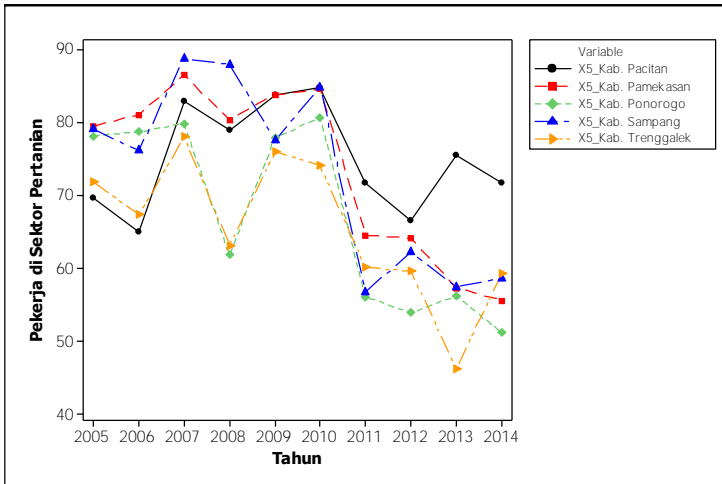 90
80
70
60
50
40
Pekerja di Sektor Pertanian
2005 2006 2007 2008 2009 2010 2011 2012 2013 2014
Tahun
Variable
X5_Kab. Pacitan
X5_Kab. Pamekasan
X5_Kab. Ponorogo
X5_Kab. Sampang
X5_Kab. Trenggalek